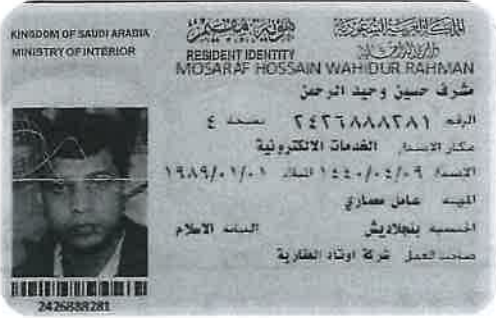 KINGDOM OF SAUDI ARABIA
MINISTRY OF INTERIOR
هوية مقيم
المملكة العربية السعودية
وزارة الداخلية
RESIDENT IDENTITY
MOSARAF HOSSAIN WAHIDUR RAHMAN
مشرف حسين وحيد الرحمن
الرقم ٢٤٢٦٨٨٨٢٨١ نسخة ٤
مكان الاصدار الخدمات الالكترونية
الاصدار ١٤٤٠/٠٤/٠٩ الميلاد ١٩٨٩/٠١/٠١
المهنة عامل معماري
الجنسية بنجلاديش الديانة الاسلام
صاحب العمل شركة اوتاد العقارية
2426888281